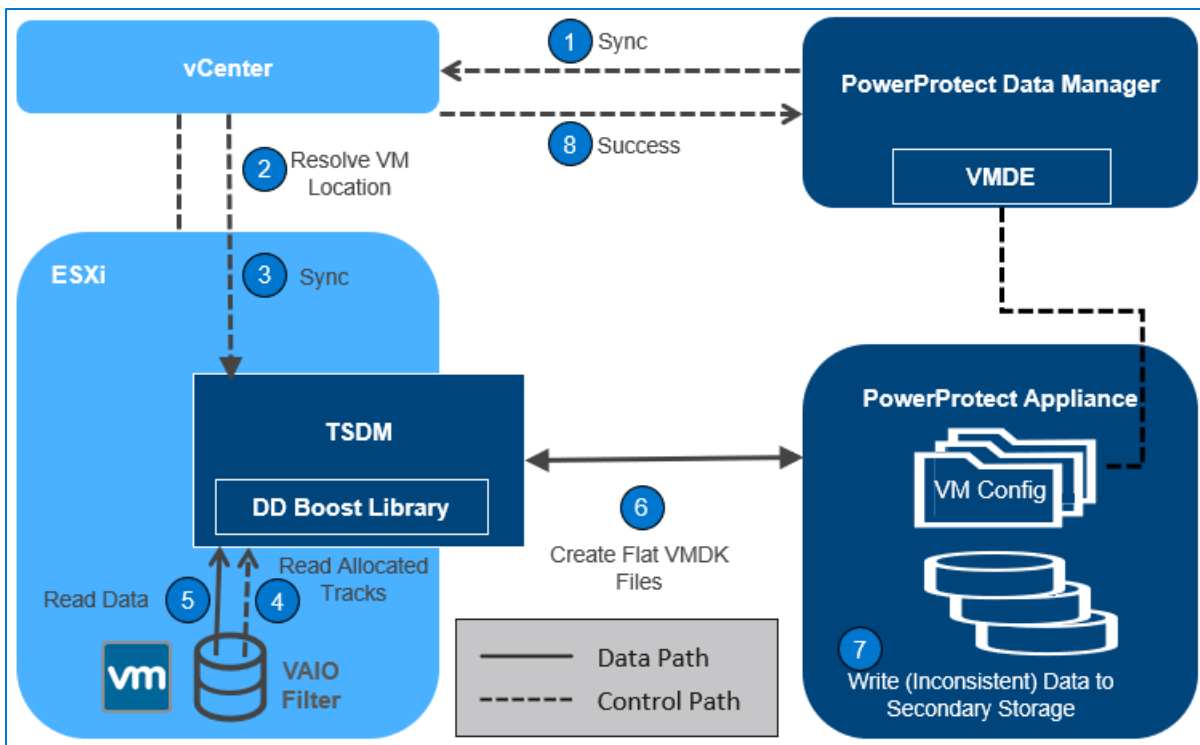 vCenter
1 Sync
PowerProtect Data Manager
8 Success
VMDE
2 Resolve VM
Location
ESXi
3 Sync
TSDM
DD Boost Library
PowerProtect Appliance
VM Config
6
Create Flat VMDK
Files
Read Data 5
4 Read Allocated
Tracks
vm
VAIO
Filter
Data Path
Control Path
7
Write (Inconsistent) Data to
Secondary Storage